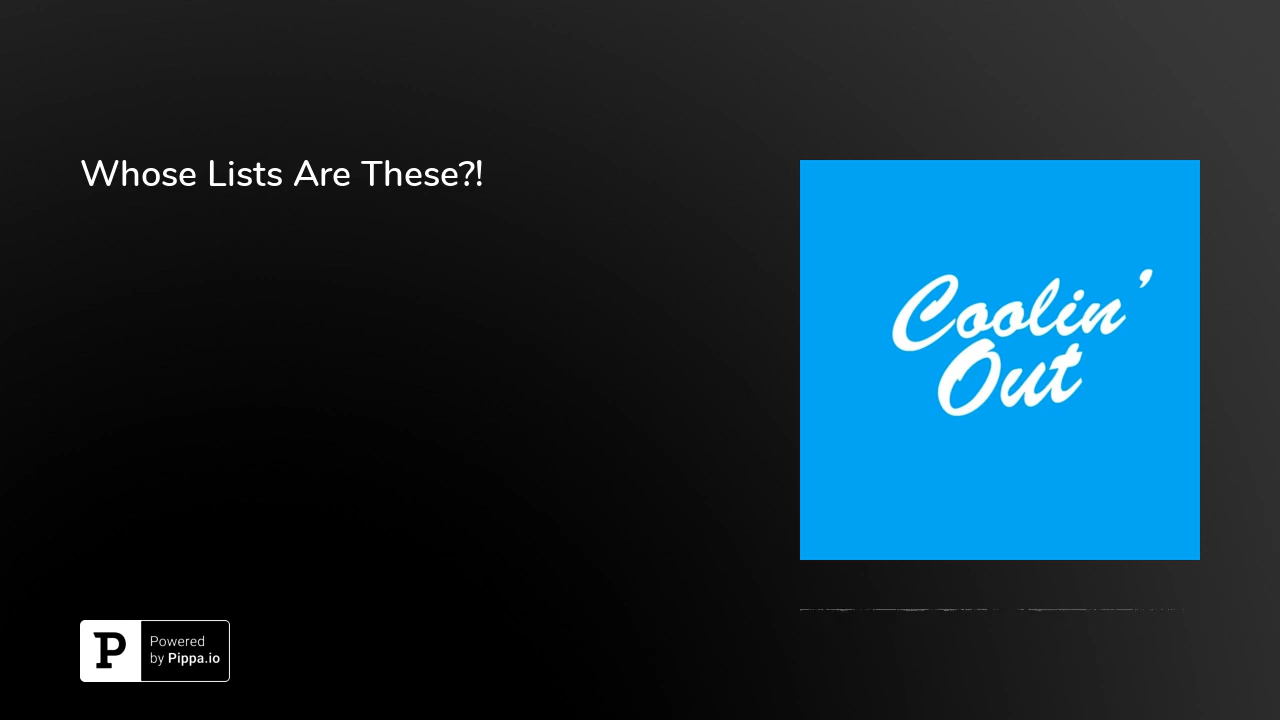 Whose Lists Are These?!
Coolin’
Out
P
Powered
by Pippa.io